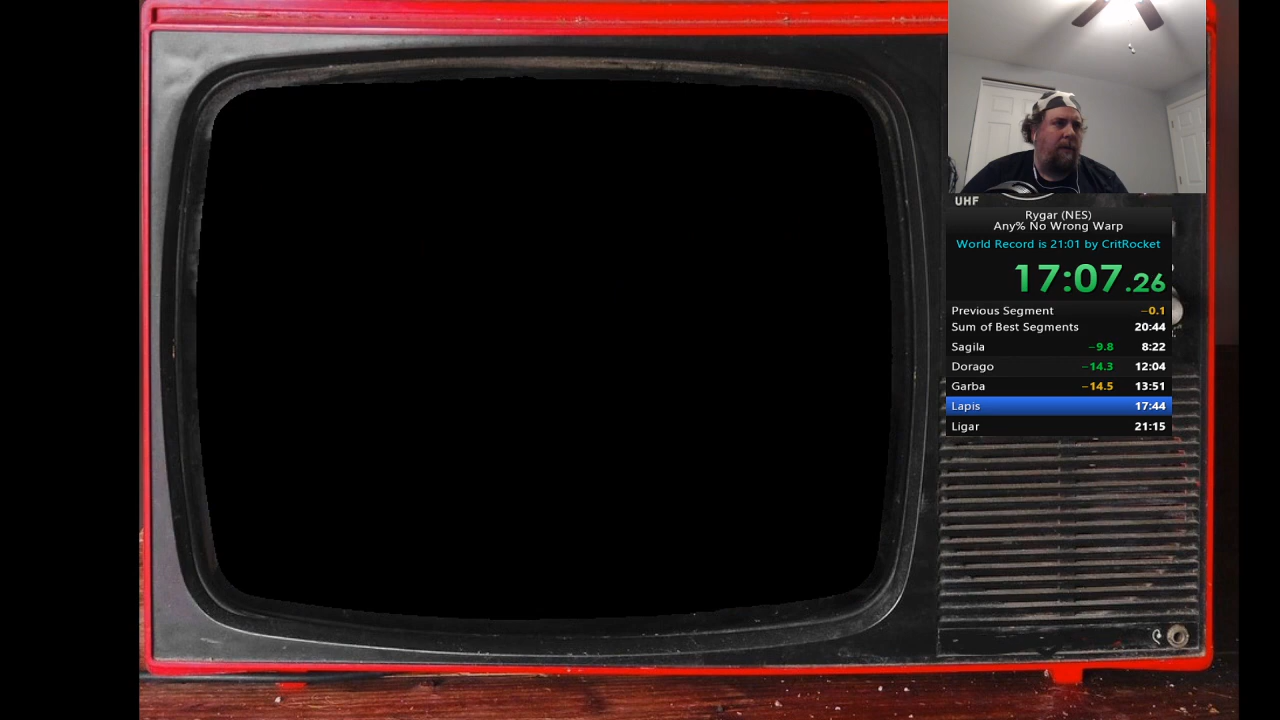 UHF
Rygar (NES)
Any% No Wrong Warp
World Record is 21:01 by CritRocket
17:07.26
Previous Segment −0.1
Sum of Best Segments 20:44
Sagila −9.8 8:22
Dorago −14.3 12:04
Garba −14.5 13:51
Lapis 17:44
Ligar 21:15